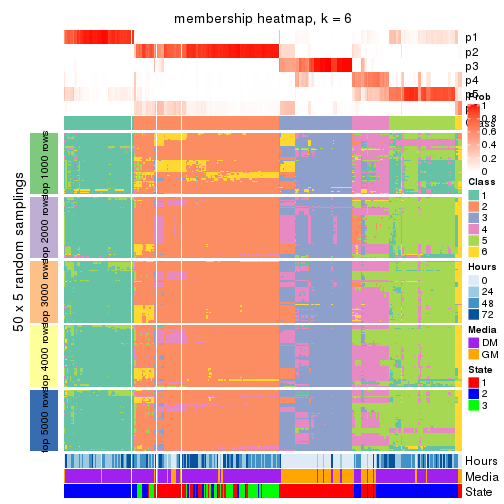 membership heatmap, k = 6
p1
p2
p3
p4
Prob
1
0.8
0.6
0.4
0.2
0
50 x 5 random samplings
top 1000 rows
top 2000 rows
top 3000 rows
top 4000 rows
top 5000 rows
Class
1
2
3
4
5
6
Hours
0
24
48
72
Media
DM
GM
State
1
2
3
Hours
Media
State